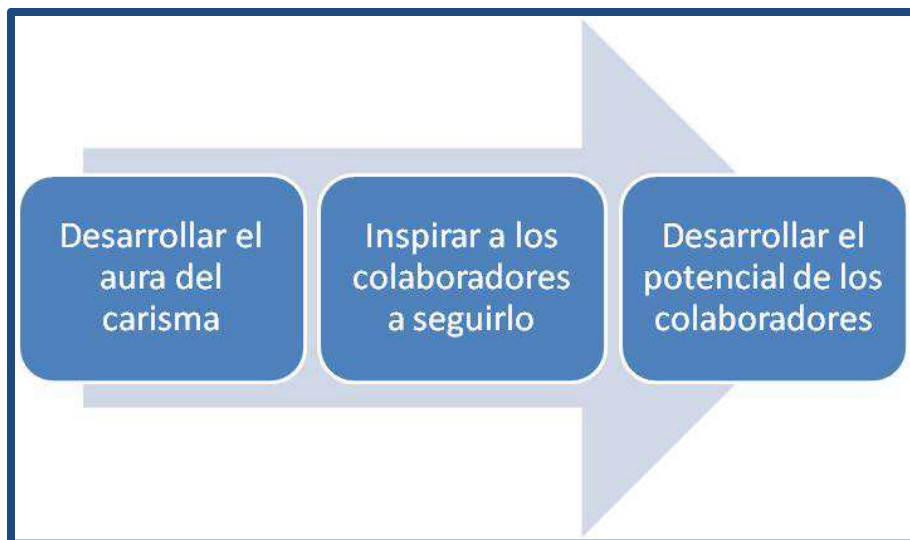 Desarrollar el
aura del
carisma
Inspirar a los
colaboradores
a seguirlo
Desarrollar el
potencial de los
colaboradores